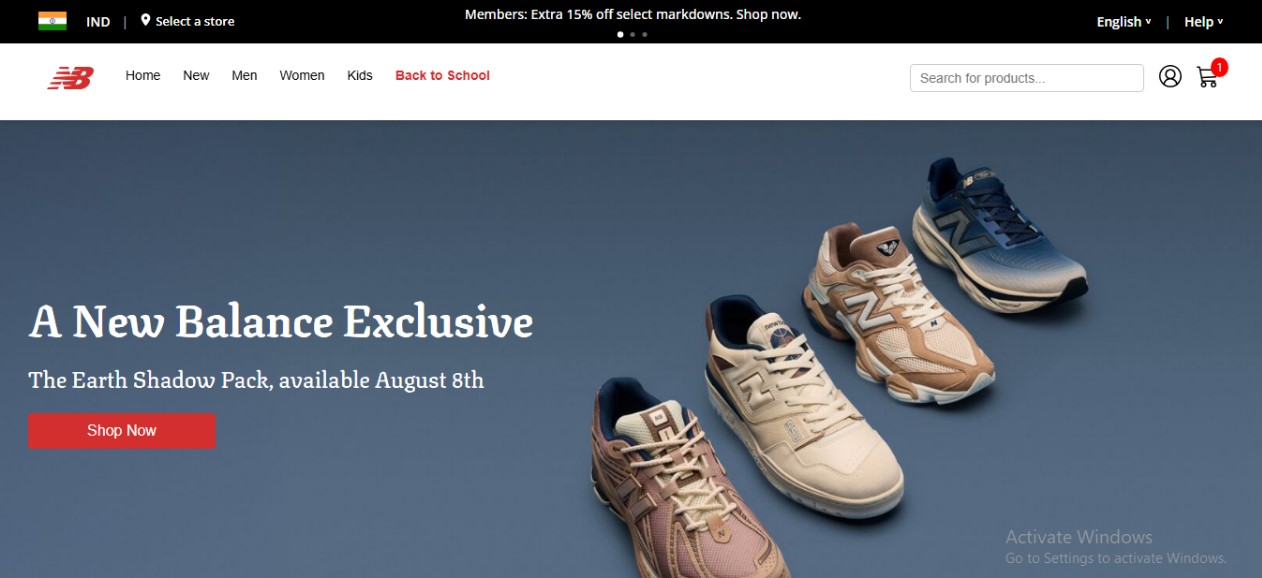 IND | Select a store
Members: Extra 15% off select markdowns. Shop now.
English | Help
NB
Home New Men Women Kids Back to School
Search for products...
1
A New Balance Exclusive
The Earth Shadow Pack, available August 8th
Shop Now
Activate Windows
Go to Settings to activate Windows.